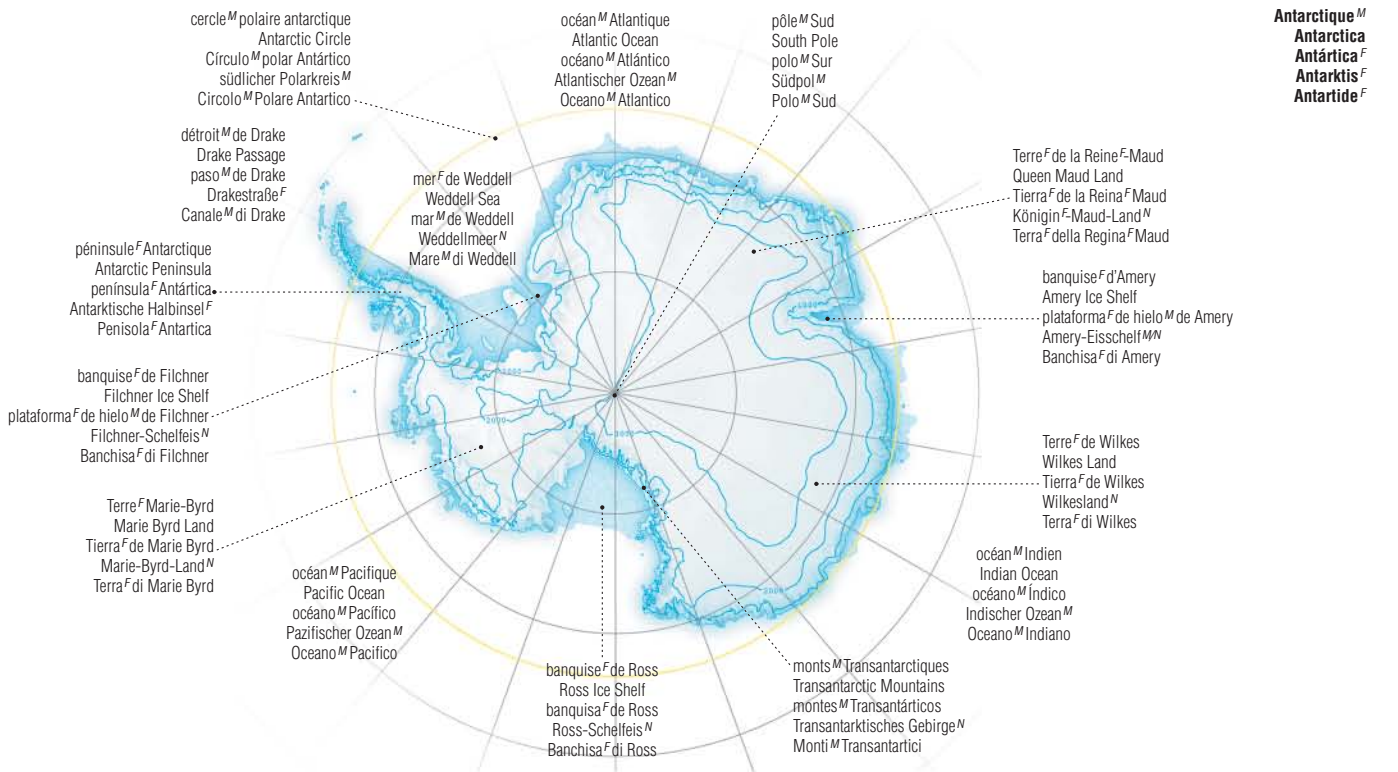 cercle M polaire antarctique
Antarctic Circle
Círculo M polar Antártico
südlicher Polarkreis M
Circolo M Polare Antartico
océan M Atlantique
Atlantic Ocean
océano M Atlántico
Atlantischer Ozean M
Oceano M Atlantico
pôle M Sud
South Pole
polo M Sur
Südpol M
Polo M Sud
Antarctique M
Antarctica
Antártica F
Antarktis F
Antartide F
détroit M de Drake
Drake Passage
paso M de Drake
Drakestraße F
Canale M di Drake
mer F de Weddell
Weddell Sea
mar M de Weddell
Weddellmeer N
Mare M di Weddell
Terre F de la Reine F-Maud
Queen Maud Land
Tierra F de la Reina F Maud
Königin F-Maud-Land N
Terra F della Regina F Maud
péninsule F Antarctique
Antarctic Peninsula
península F Antártica
Antarktische Halbinsel F
Penisola F Antartica
banquise F d'Amery
Amery Ice Shelf
plataforma F de hielo M de Amery
Amery-Eisschelf M/N
Banchisa F di Amery
banquise F de Filchner
Filchner Ice Shelf
plataforma F de hielo M de Filchner
Filchner-Schelfeis N
Banchisa F di Filchner
Terre F de Wilkes
Wilkes Land
Tierra F de Wilkes
Wilkesland N
Terra F di Wilkes
Terre F Marie-Byrd
Marie Byrd Land
Tierra F de Marie Byrd
Marie-Byrd-Land N
Terra F di Marie Byrd
océan M Pacifique
Pacific Ocean
océano M Pacífico
Pazifischer Ozean M
Oceano M Pacifico
océan M Indien
Indian Ocean
océano M Índico
Indischer Ozean M
Oceano M Indiano
banquise F de Ross
Ross Ice Shelf
banquisa F de Ross
Ross-Schelfeis N
Banchisa F di Ross
monts M Transantarctiques
Transantarctic Mountains
montes M Transantárticos
Transantarktisches Gebirge N
Monti M Transantartici
2000
3000
2000